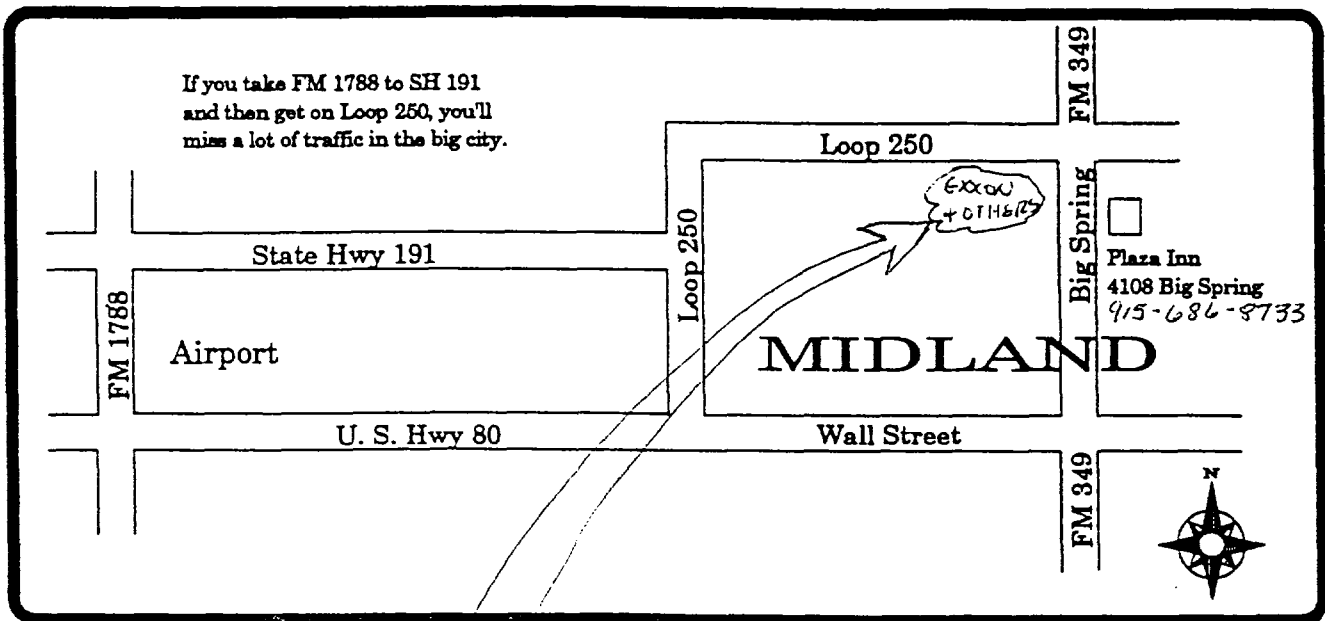 If you take FM 1788 to SH 191
and then get on Loop 250, you'll
miss a lot of traffic in the big city.
FM 349
Loop 250
EXXON
+ OTHERS
State Hwy 191
Loop 250
Big Spring
Plaza Inn
4108 Big Spring
915-686-8733
FM 1788
Airport
MIDLAND
U. S. Hwy 80
Wall Street
FM 349
N